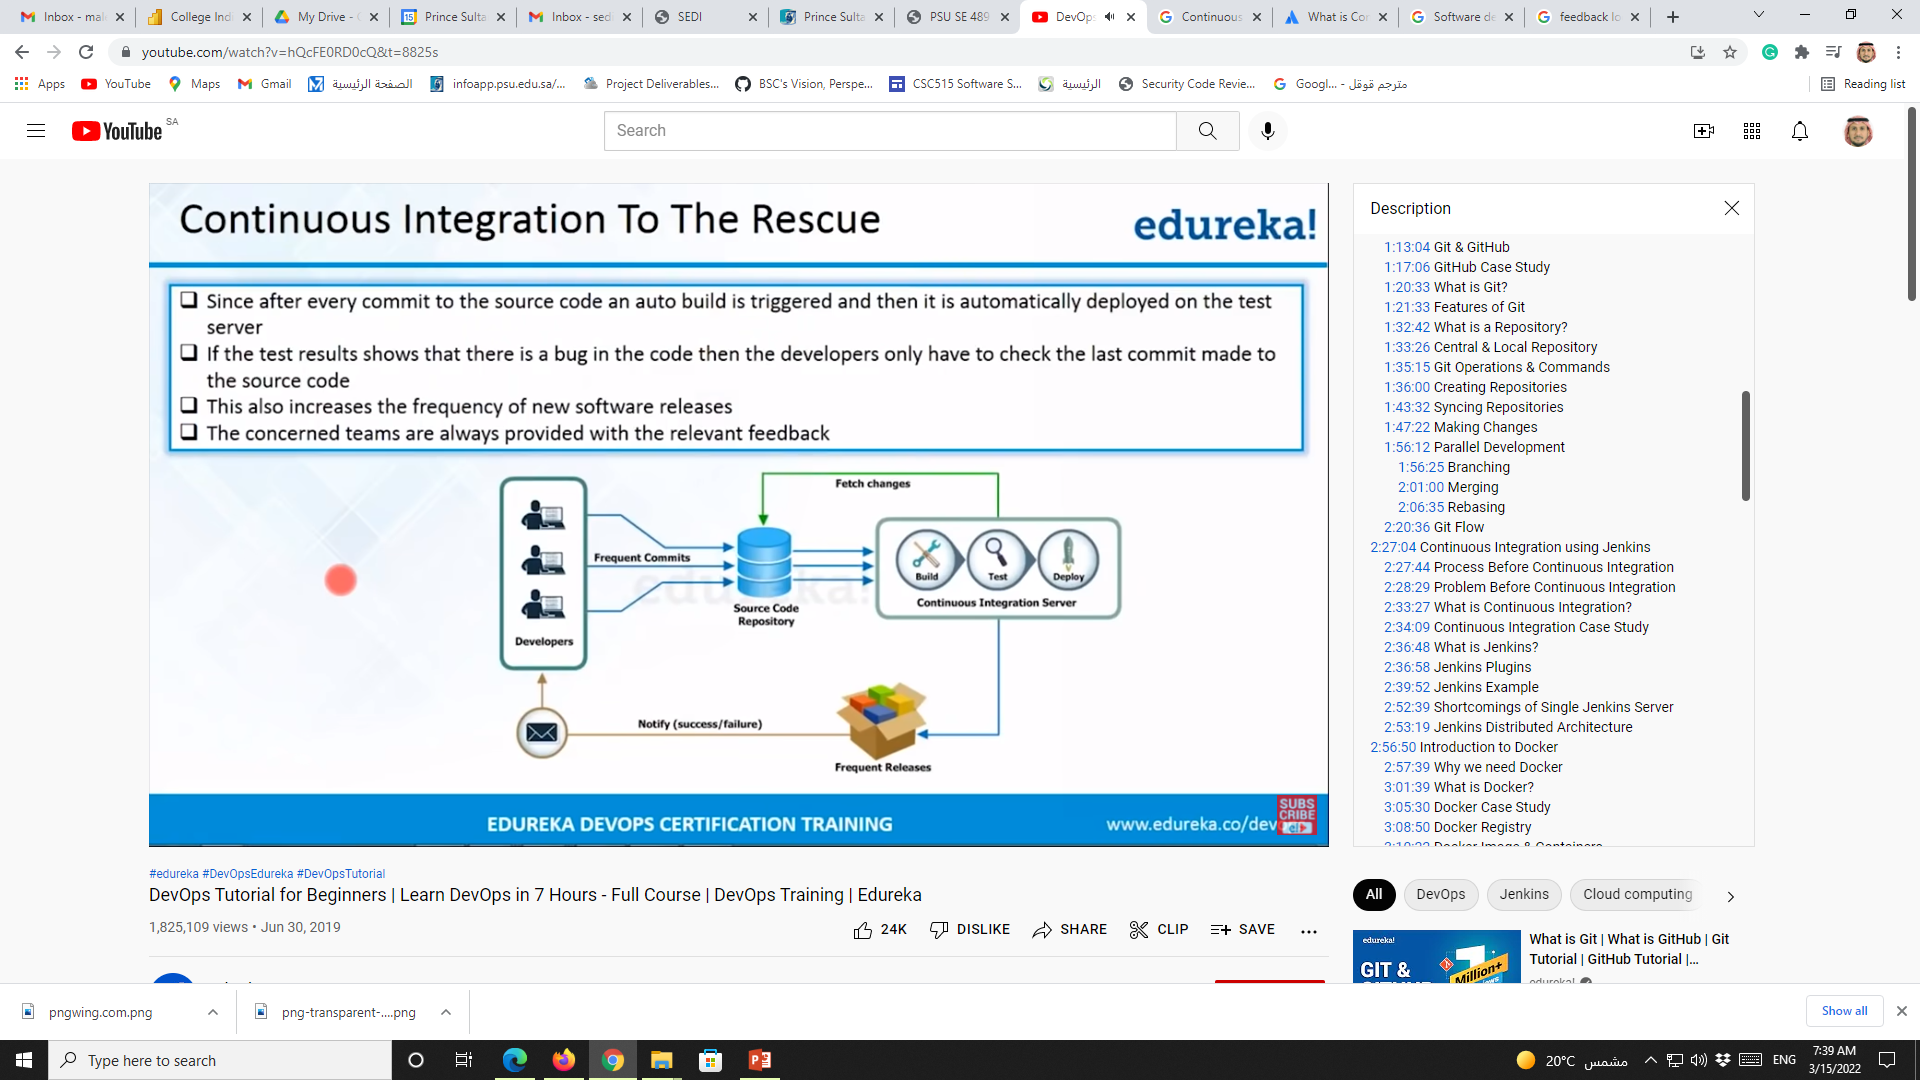 Inbox - mal
College Indi
My Drive - G
Prince Sulta
Inbox - sedi
SEDI
Prince Sulta
PSU SE 489
DevOps
Continuous
What is Con
Software de
feedback lo
youtube.com/watch?v=hQcFE0RD0cQ&t=8825s
Apps
YouTube
Maps
Gmail
الصفحة الرئيسية
infoapp.psu.edu.sa/...
Project Deliverables...
BSC's Vision, Perspe...
CSC515 Software S...
الرئيسية
Security Code Revie...
مترجم قوقل - Googl...
Reading list
YouTube SA
Search
Continuous Integration To The Rescue
edureka!
Since after every commit to the source code an auto build is triggered and then it is automatically deployed on the test
server
If the test results shows that there is a bug in the code then the developers only have to check the last commit made to
the source code
This also increases the frequency of new software releases
The concerned teams are always provided with the relevant feedback
Fetch changes
Frequent Commits
edureka!
Build
Test
Deploy
Continuous Integration Server
Source Code
Repository
Developers
Notify (success/failure)
Frequent Releases
EDUREKA DEVOPS CERTIFICATION TRAINING
www.edureka.co/dev
SUBS
CRIBE
Description
1:13:04 Git & GitHub
1:17:06 GitHub Case Study
1:20:33 What is Git?
1:21:33 Features of Git
1:32:42 What is a Repository?
1:33:26 Central & Local Repository
1:35:15 Git Operations & Commands
1:36:00 Creating Repositories
1:43:32 Syncing Repositories
1:47:22 Making Changes
1:56:12 Parallel Development
1:56:25 Branching
2:01:00 Merging
2:06:35 Rebasing
2:20:36 Git Flow
2:27:04 Continuous Integration using Jenkins
2:27:44 Process Before Continuous Integration
2:28:29 Problem Before Continuous Integration
2:33:27 What is Continuous Integration?
2:34:09 Continuous Integration Case Study
2:36:48 What is Jenkins?
2:36:58 Jenkins Plugins
2:39:52 Jenkins Example
2:52:39 Shortcomings of Single Jenkins Server
2:53:19 Jenkins Distributed Architecture
2:56:50 Introduction to Docker
2:57:39 Why we need Docker
3:01:39 What is Docker?
3:05:30 Docker Case Study
3:08:50 Docker Registry
#edureka #DevOpsEdureka #DevOpsTutorial
DevOps Tutorial for Beginners | Learn DevOps in 7 Hours - Full Course | DevOps Training | Edureka
1,825,109 views • Jun 30, 2019
24K
DISLIKE
SHARE
CLIP
SAVE
All
DevOps
Jenkins
Cloud computing
edureka!
GIT &
Million+
What is Git | What is GitHub | Git
Tutorial | GitHub Tutorial |...
pngwing.com.png
png-transparent-....png
Show all
Type here to search
20°C مشمس
ENG
7:39 AM
3/15/2022